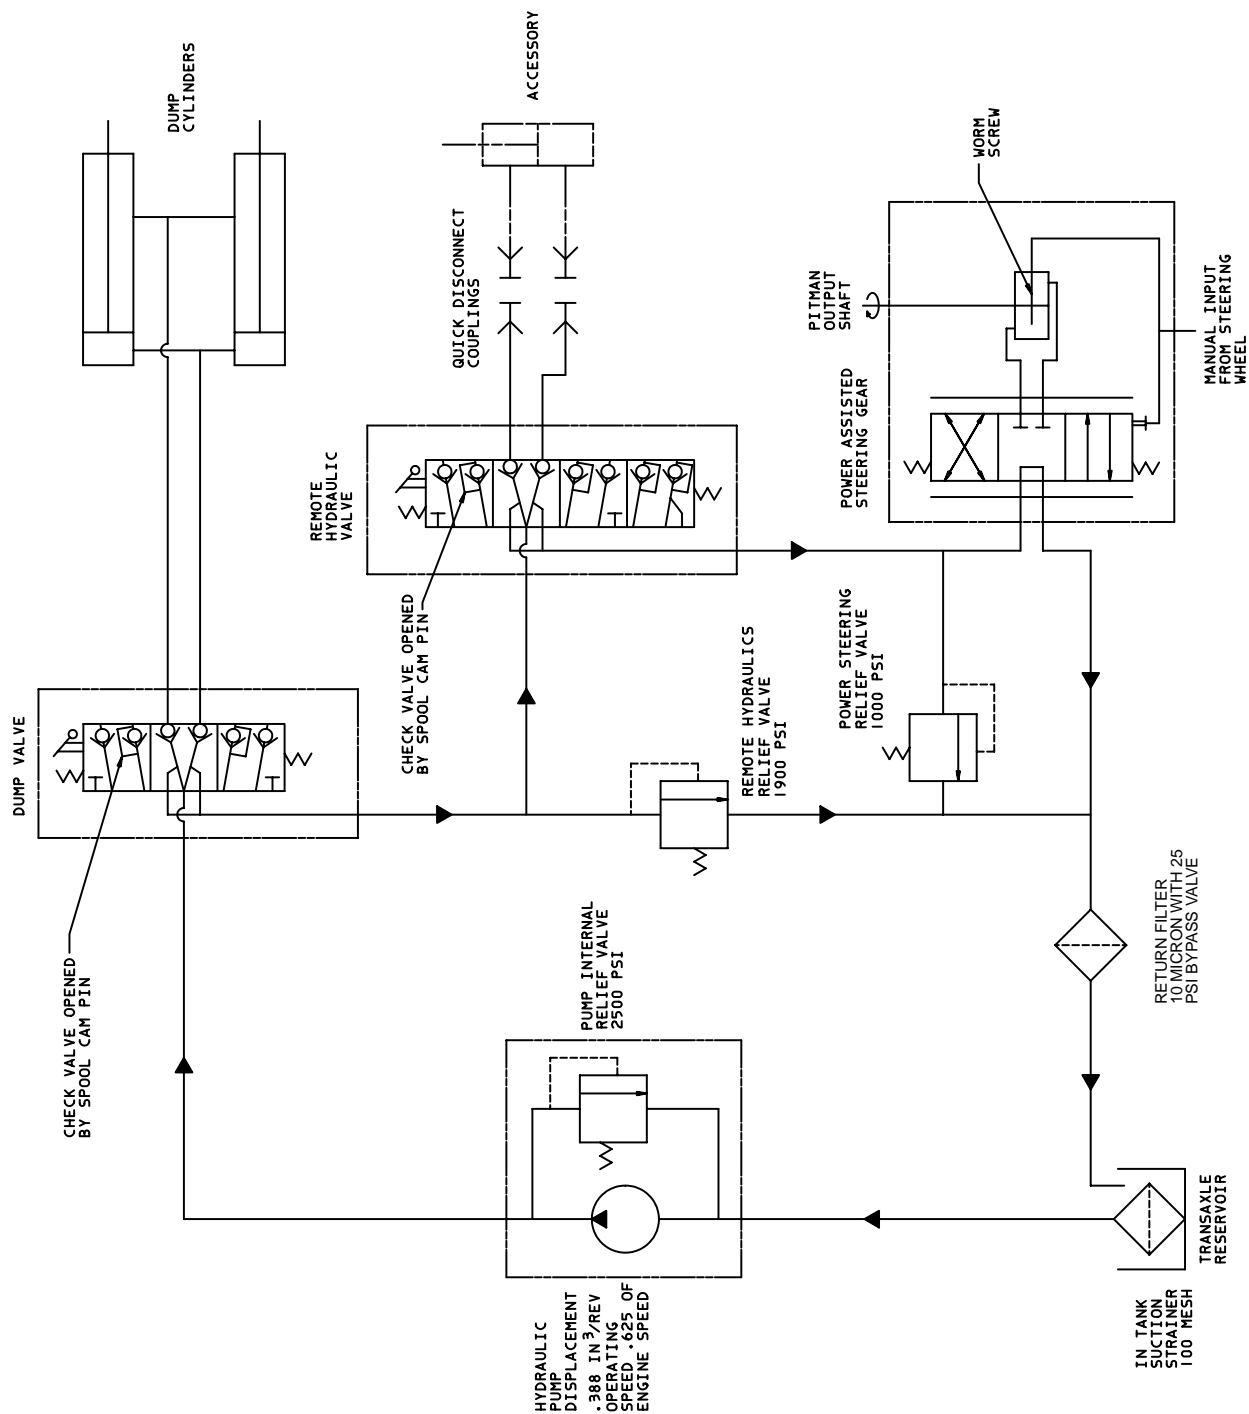 HYDRAULIC
PUMP
DISPLACEMENT
.388 IN³/REV
OPERATING
SPEED .625 OF
ENGINE SPEED
CHECK VALVE OPENED
BY SPOOL CAM PIN
DUMP VALVE
DUMP
CYLINDERS
PUMP INTERNAL
RELIEF VALVE
2500 PSI
CHECK VALVE OPENED
BY SPOOL CAM PIN
REMOTE
HYDRAULIC
VALVE
QUICK DISCONNECT
COUPLINGS
ACCESSORY
REMOTE HYDRAULICS
RELIEF VALVE
1900 PSI
POWER STEERING
RELIEF VALVE
1000 PSI
POWER ASSISTED
STEERING GEAR
PITMAN
OUTPUT
SHAFT
WORM
SCREW
MANUAL INPUT
FROM STEERING
WHEEL
RETURN FILTER
10 MICRON WITH 25
PSI BYPASS VALVE
IN TANK
SUCTION
STRAINER
100 MESH
TRANSAXLE
RESERVOIR